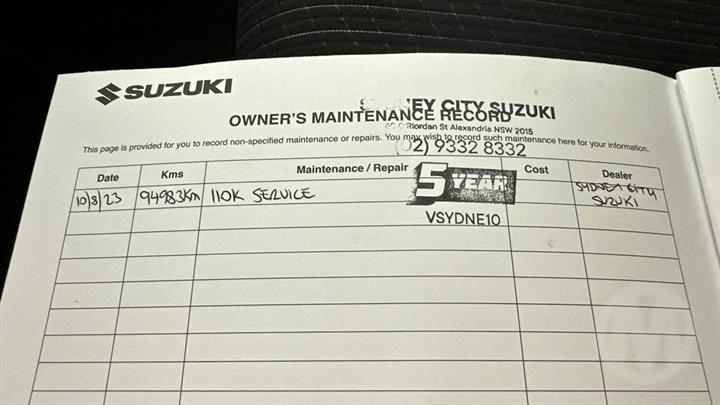 SUZUKI
SYDNEY CITY SUZUKI
OWNER'S MAINTENANCE RECORD
Riordan St Alexandria NSW 2015
This page is provided for you to record non-specified maintenance or repairs. You may wish to record such maintenance here for your information.
(02) 9332 8332
Date Kms Maintenance / Repair Cost Dealer
10/8/23 94983Km 110K SERVICE 5 YEAR SYDNEY CITY SUZUKI
VSYDNE10